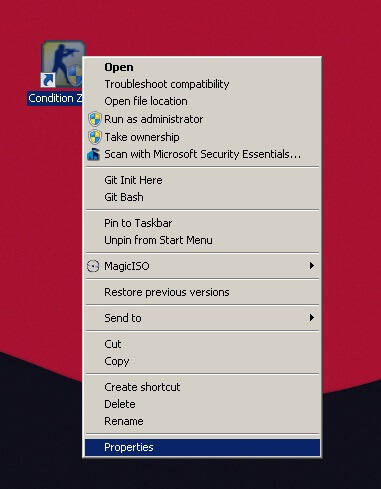 Condition Z
Open
Troubleshoot compatibility
Open file location
Run as administrator
Take ownership
Scan with Microsoft Security Essentials...
Git Init Here
Git Bash
Pin to Taskbar
Unpin from Start Menu
MagicISO
Restore previous versions
Send to
Cut
Copy
Create shortcut
Delete
Rename
Properties